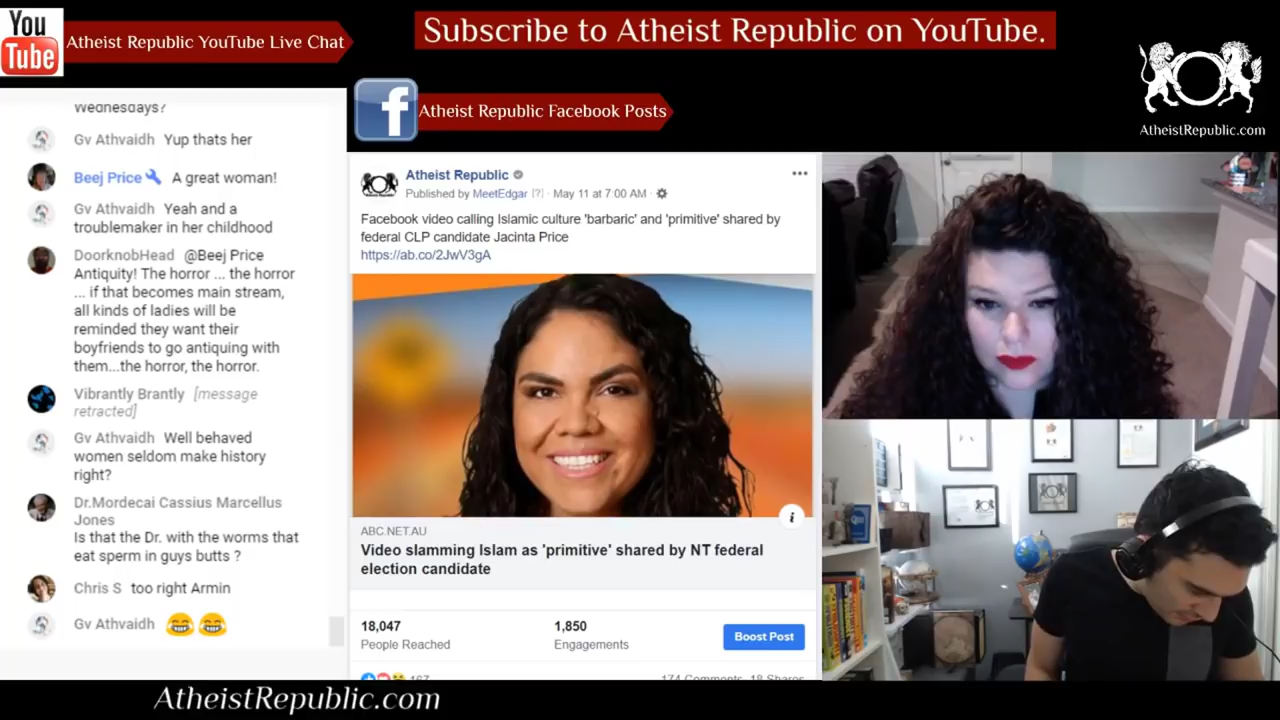 You
Tube
Atheist Republic YouTube Live Chat
Subscribe to Atheist Republic on YouTube.
AtheistRepublic.com
Atheist Republic Facebook Posts
Wednesdays?
Gv Athvaidh Yup thats her
Beej Price A great woman!
Gv Athvaidh Yeah and a
troublemaker in her childhood
DoorknobHead @Beej Price
Antiquity! The horror ... the horror
... if that becomes main stream,
all kinds of ladies will be
reminded they want their
boyfriends to go antiquing with
them...the horror, the horror.
Vibrantly Brantly [message
retracted]
Gv Athvaidh Well behaved
women seldom make history
right?
Dr.Mordecai Cassius Marcellus
Jones
Is that the Dr. with the worms that
eat sperm in guys butts ?
Chris S too right Armin
Gv Athvaidh 😂😂
Atheist Republic
Published by MeetEdgar [?] · May 11 at 7:00 AM ·
Facebook video calling Islamic culture 'barbaric' and 'primitive' shared by
federal CLP candidate Jacinta Price
https://ab.co/2JwV3gA
ABC.NET.AU
Video slamming Islam as 'primitive' shared by NT federal
election candidate
18,047
People Reached
1,850
Engagements
Boost Post
167
174 Comments 18 Shares
AtheistRepublic.com